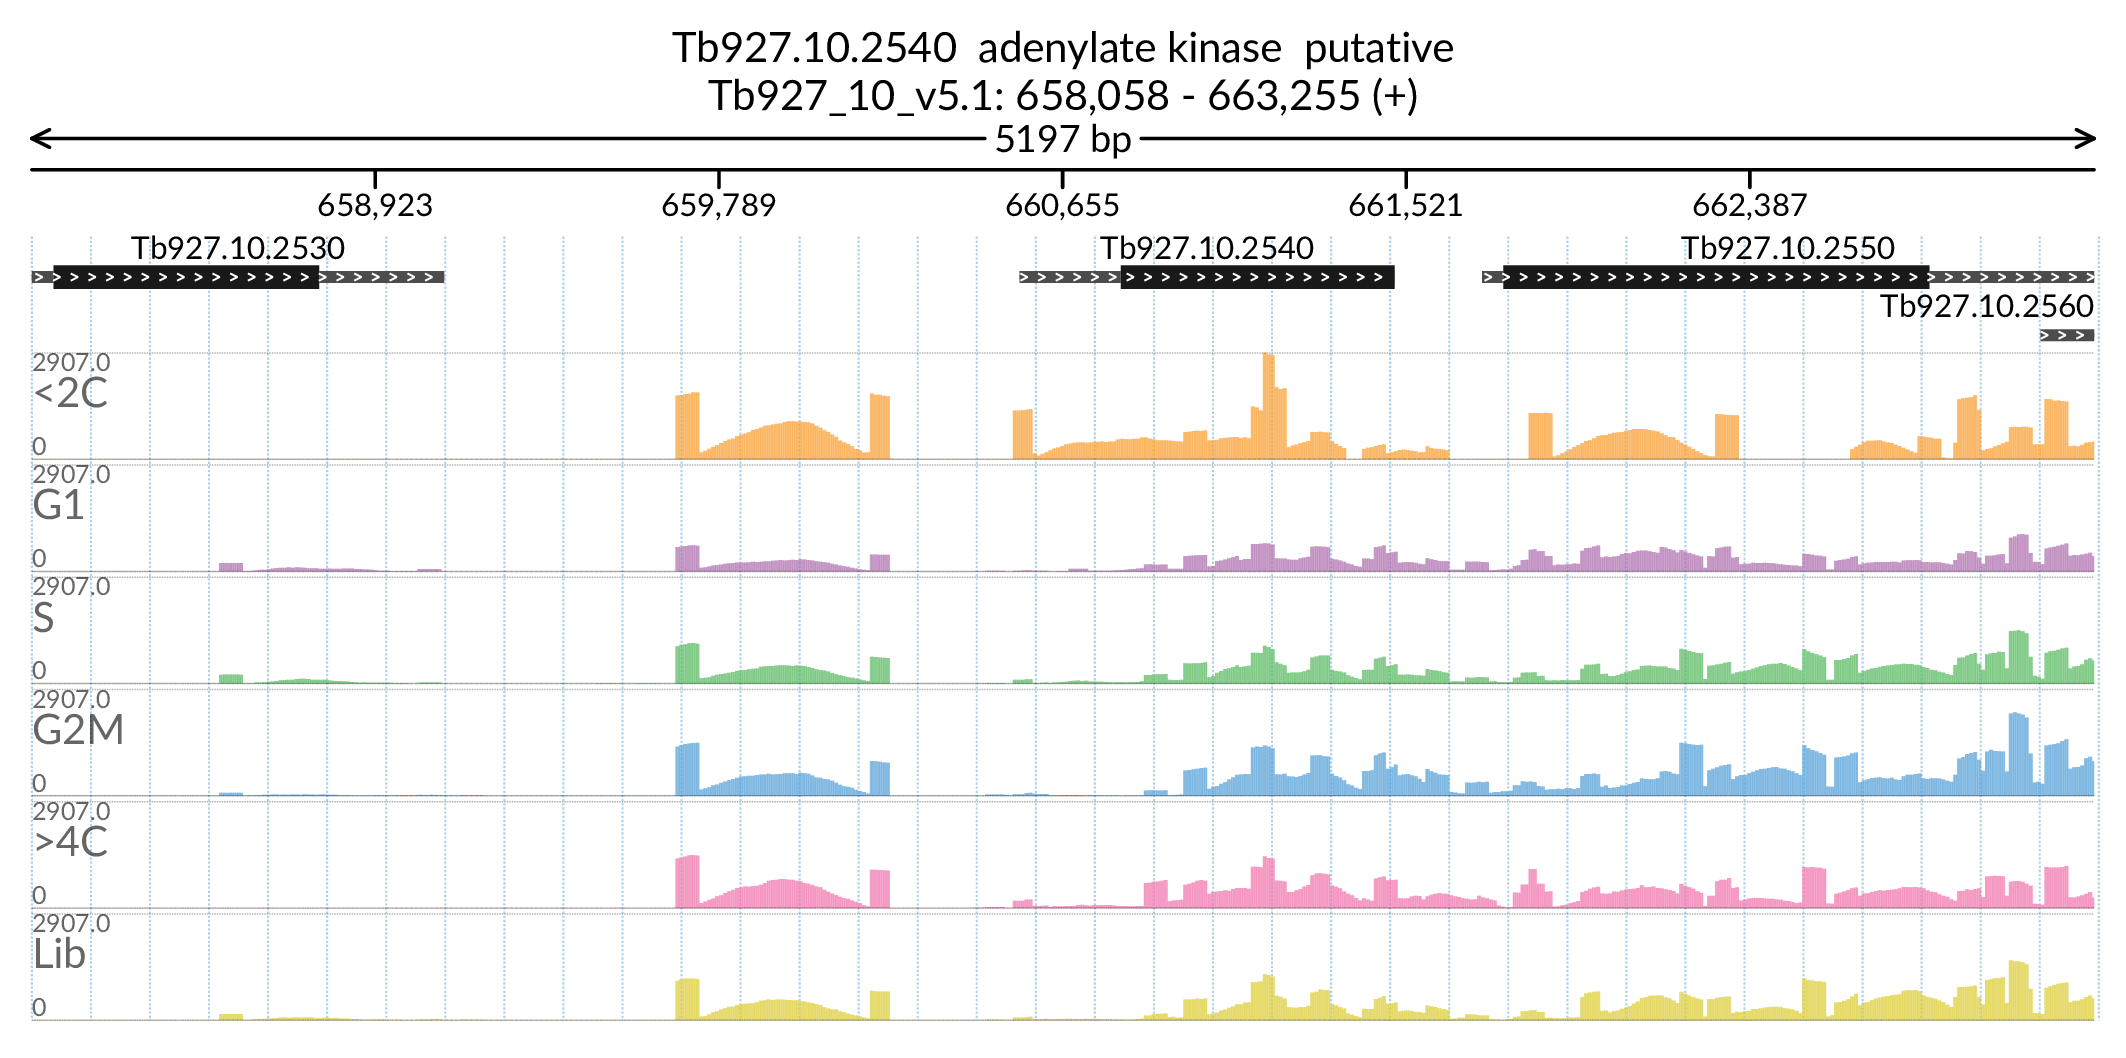 Tb927.10.2540  adenylate kinase  putative
Tb927_10_v5.1: 658,058 - 663,255 (+)
5197 bp
658,923 659,789 660,655 661,521 662,387
Tb927.10.2530 Tb927.10.2540 Tb927.10.2550
Tb927.10.2560
2907.0
<2C
0
2907.0
G1
0
2907.0
S
0
2907.0
G2M
0
2907.0
>4C
0
2907.0
Lib
0